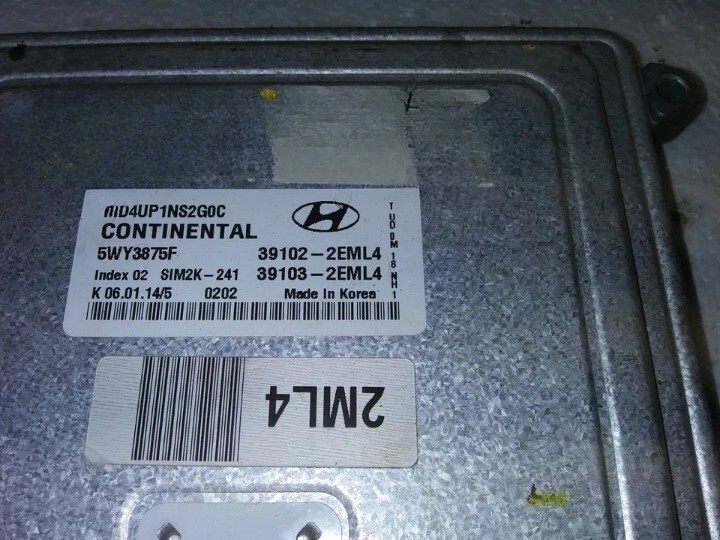 MD4UP1NS2G0C
CONTINENTAL
5WY3875F 39102-2EML4
Index 02 SIM2K-241 39103-2EML4
K 06.01.14/5 0202 Made In Korea
2ML4